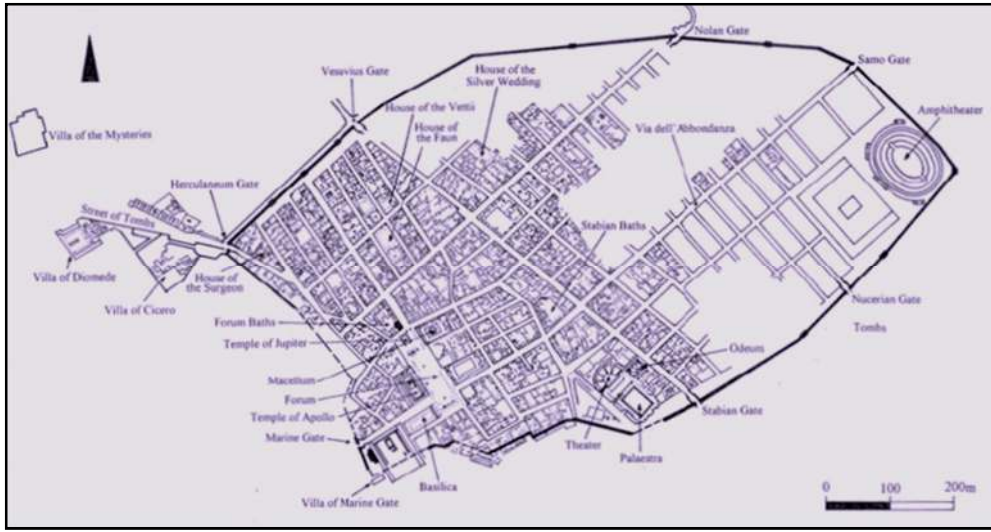 Nolan Gate
Samo Gate
Vesuvius Gate
House of the
Silver Wedding
House of the Vettii
House of
the Faun
Amphitheater
Via dell'Abbondanza
Villa of the Mysteries
Herculaneum Gate
Street of Tombs
Stabian Baths
Villa of Diomede
House of
the Surgeon
Villa of Cicero
Nucerian Gate
Tombs
Forum Baths
Temple of Jupiter
Odeum
Macellum
Forum
Temple of Apollo
Stabian Gate
Marine Gate
Theater
Palaestra
Basilica
Villa of Marine Gate
0 100 200m